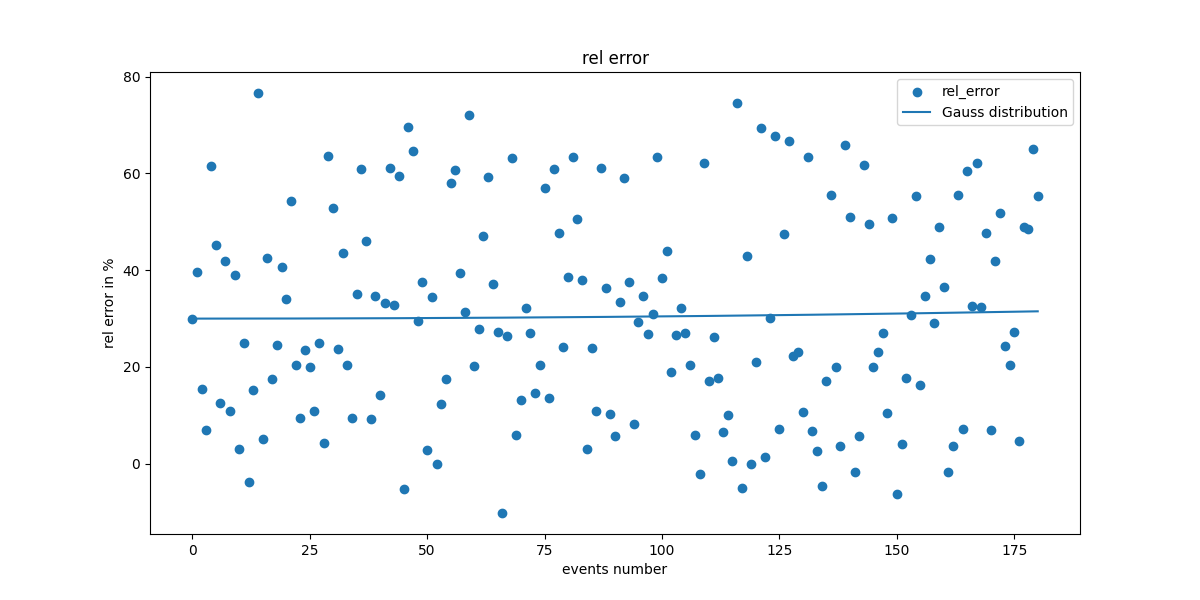 rel error
rel_error
Gauss distribution
rel error in %
80
60
40
20
0
0 25 50 75 100 125 150 175
events number